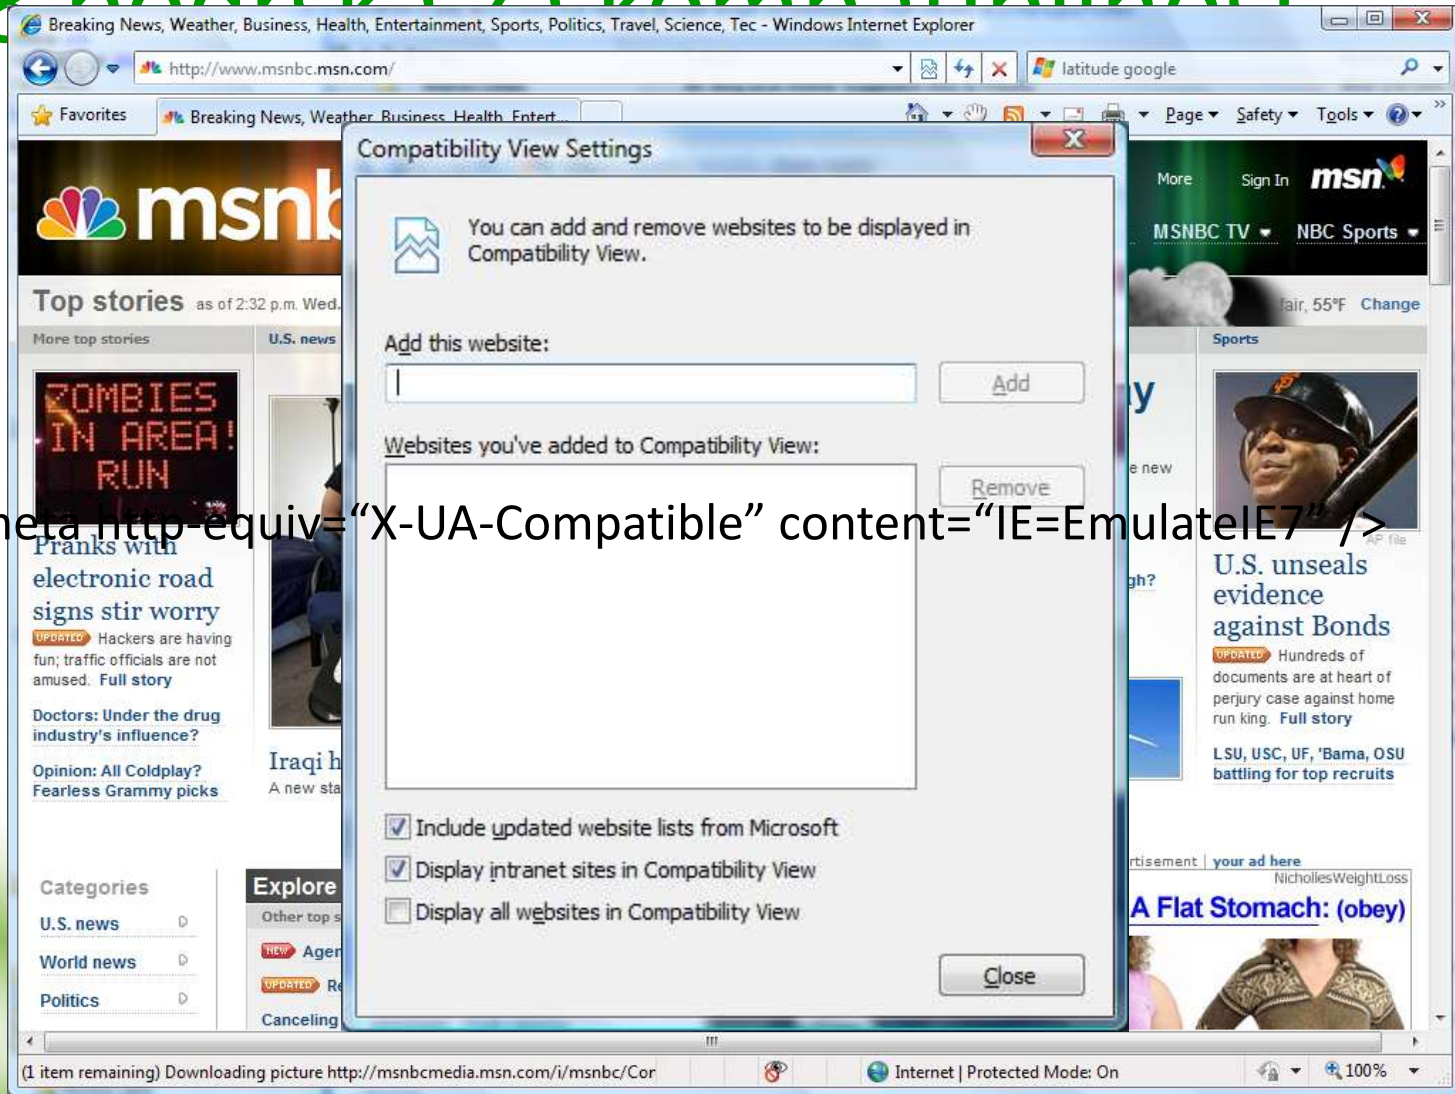 Breaking News, Weather, Business, Health, Entertainment, Sports, Politics, Travel, Science, Tec - Windows Internet Explorer
http://www.msnbc.msn.com/
latitude google
Favorites
Breaking News, Weather, Business, Health, Entert...
Page
Safety
Tools
Compatibility View Settings
msnb
More
Sign In
msn
MSNBC TV
NBC Sports
You can add and remove websites to be displayed in
Compatibility View.
Top stories as of 2:32 p.m. Wed.
fair, 55°F Change
More top stories
U.S. news
Sports
Add this website:
Add
ZOMBIES
IN AREA!
RUN
Websites you've added to Compatibility View:
Remove
e new
http-equiv=“X-UA-Compatible” content=“IE=EmulateIE7” />
AP file
Pranks with
electronic road
signs stir worry
UPDATED Hackers are having
fun; traffic officials are not
amused. Full story
Doctors: Under the drug
industry's influence?
Opinion: All Coldplay?
Fearless Grammy picks
Iraqi h
A new sta
gh?
U.S. unseals
evidence
against Bonds
UPDATED Hundreds of
documents are at heart of
perjury case against home
run king. Full story
LSU, USC, UF, 'Bama, OSU
battling for top recruits
Include updated website lists from Microsoft
Display intranet sites in Compatibility View
Display all websites in Compatibility View
Close
rtisement | your ad here
NichollesWeightLoss
A Flat Stomach: (obey)
Categories
U.S. news
World news
Politics
Explore
Other top s
NEW Agen
UPDATED Re
Canceling
(1 item remaining) Downloading picture http://msnbcmedia.msn.com/i/msnbc/Cor
Internet | Protected Mode: On
100%